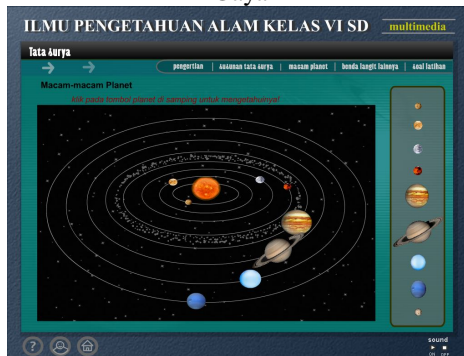 ILMU PENGETAHUAN ALAM KELAS VI SD
multimedia
Tata Surya
pengertian | susunan tata surya | macam planet | benda langit lainnya | soal latihan
Macam-macam Planet
klik pada tombol planet di samping untuk mengetahuinya!
?
sound
ON OFF